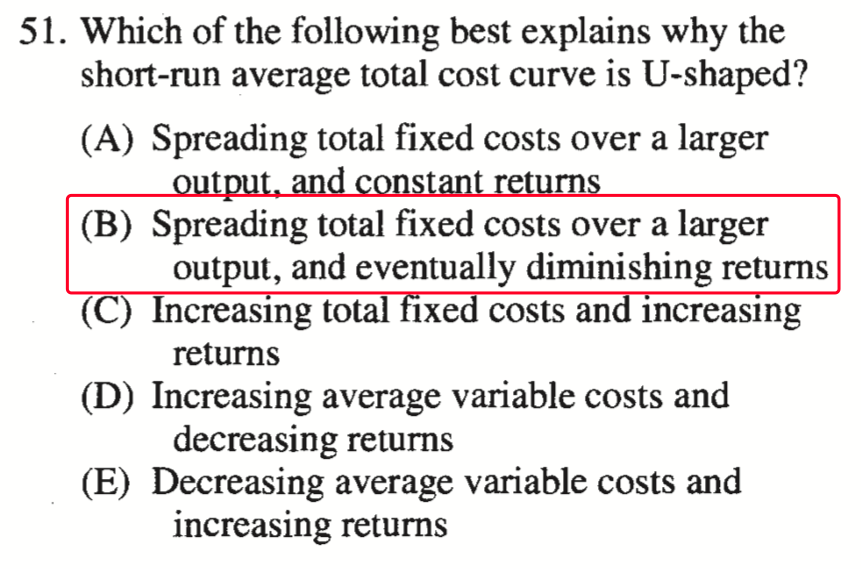 51. Which of the following best explains why the
short-run average total cost curve is U-shaped?
(A) Spreading total fixed costs over a larger
output, and constant returns
(B) Spreading total fixed costs over a larger
output, and eventually diminishing returns
(C) Increasing total fixed costs and increasing
returns
(D) Increasing average variable costs and
decreasing returns
(E) Decreasing average variable costs and
increasing returns